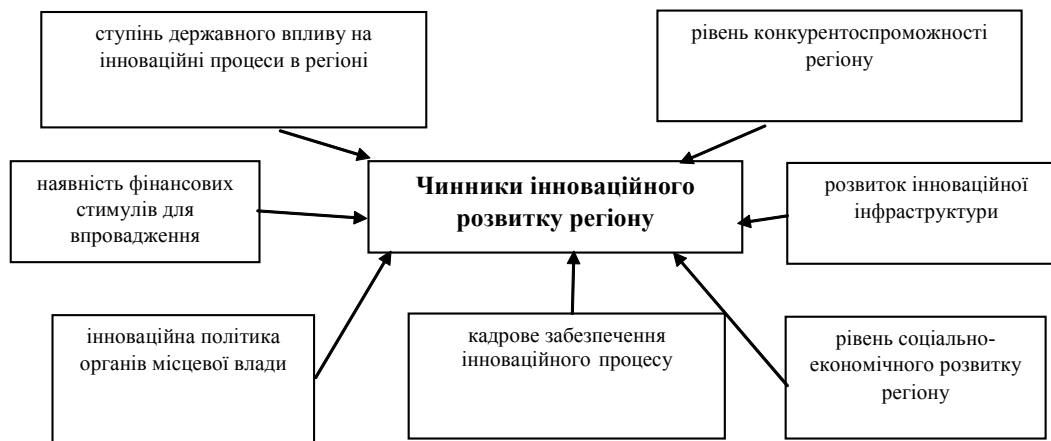 ступінь державного впливу на
інноваційні процеси в регіоні
рівень конкурентоспроможності
регіону
наявність фінансових
стимулів для
впровадження
Чинники інноваційного
розвитку регіону
розвиток інноваційної
інфраструктури
інноваційна політика
органів місцевої влади
кадрове забезпечення
інноваційного процесу
рівень соціально-
економічного розвитку
регіону